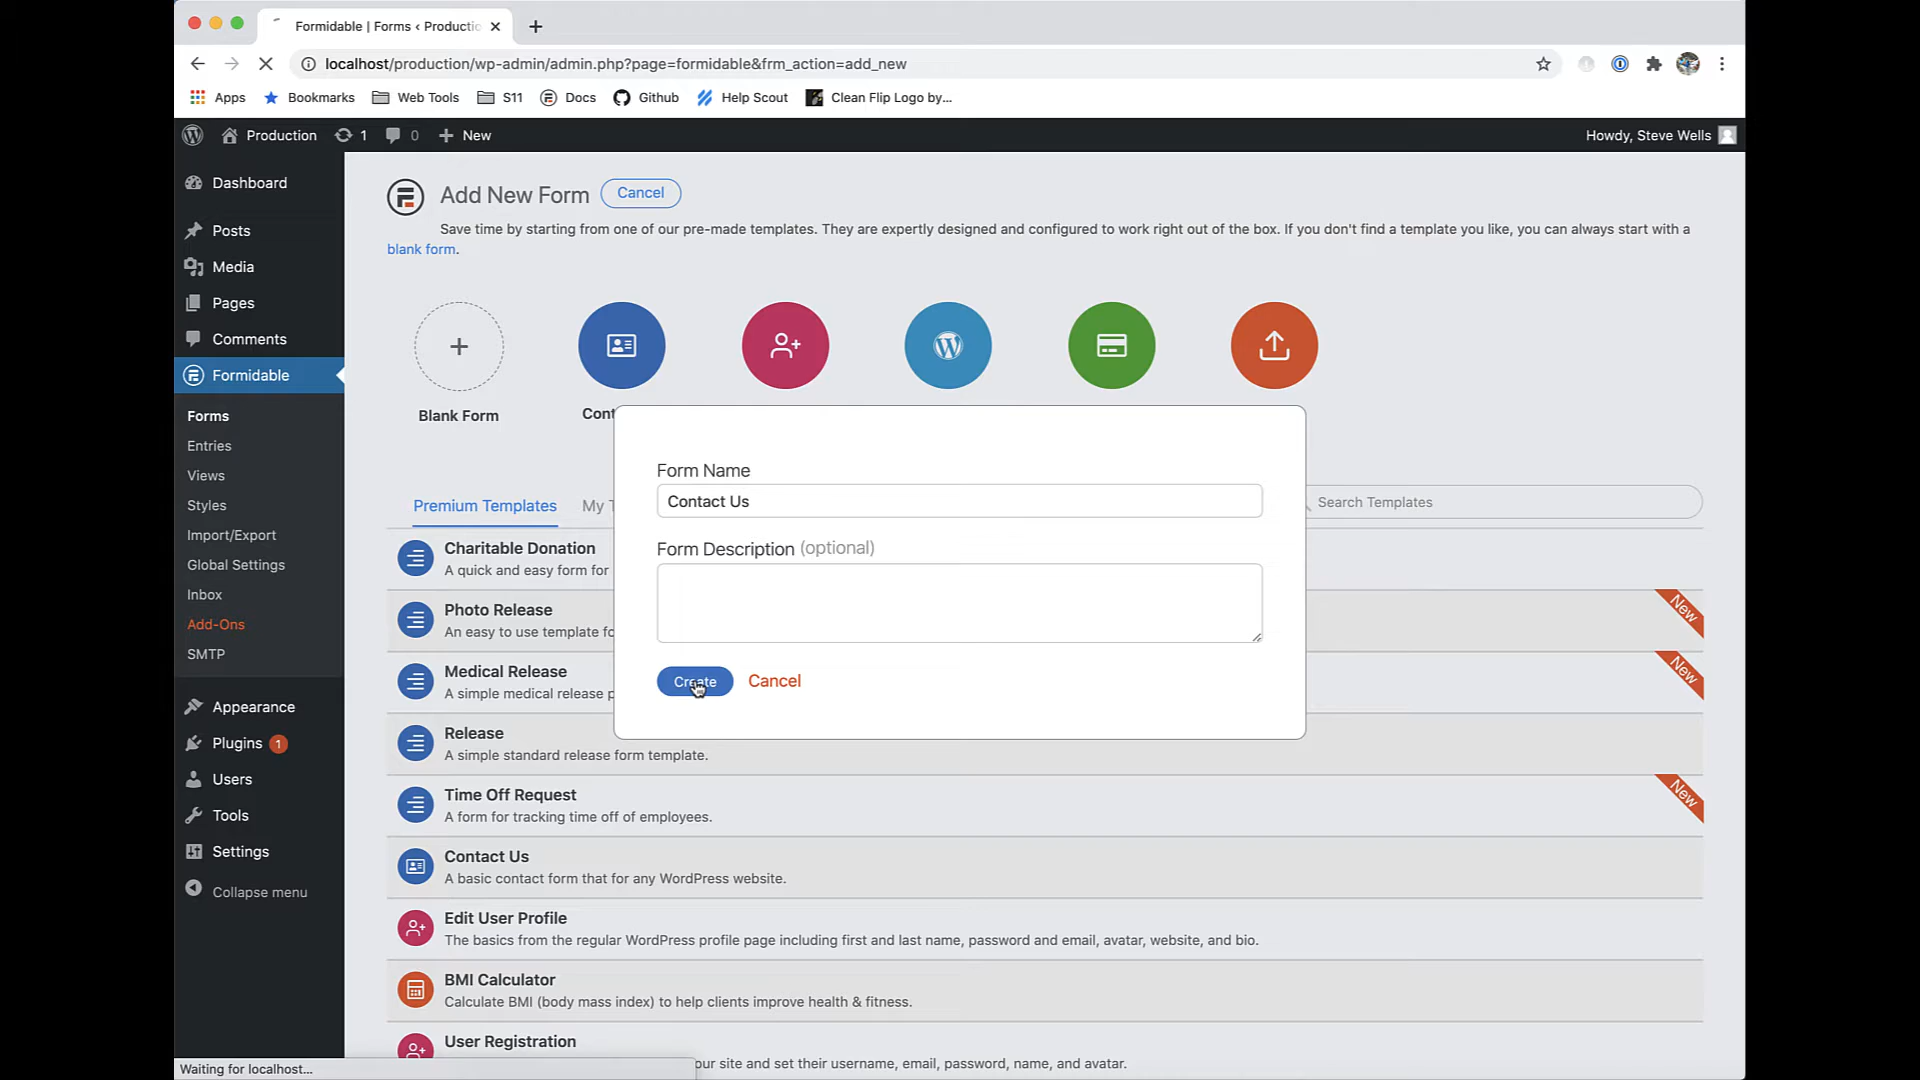 Formidable | Forms ‹ Productio
localhost/production/wp-admin/admin.php?page=formidable&frm_action=add_new
Apps Bookmarks Web Tools S11 Docs Github Help Scout Clean Flip Logo by...
Production 1 0 New Howdy, Steve Wells
Dashboard
Posts
Media
Pages
Comments
Formidable
Forms
Entries
Views
Styles
Import/Export
Global Settings
Inbox
Add-Ons
SMTP
Appearance
Plugins 1
Users
Tools
Settings
Collapse menu
Add New Form Cancel
Save time by starting from one of our pre-made templates. They are expertly designed and configured to work right out of the box. If you don't find a template you like, you can always start with a
blank form.
Blank Form Cont
Form Name
Contact Us
Form Description (optional)
Create Cancel
Premium Templates My T Search Templates
Charitable Donation
A quick and easy form for
Photo Release
An easy to use template fo
New
Medical Release
A simple medical release p
New
Release
A simple standard release form template.
Time Off Request
A form for tracking time off of employees.
New
Contact Us
A basic contact form that for any WordPress website.
Edit User Profile
The basics from the regular WordPress profile page including first and last name, password and email, avatar, website, and bio.
BMI Calculator
Calculate BMI (body mass index) to help clients improve health & fitness.
User Registration
our site and set their username, email, password, name, and avatar.
Waiting for localhost...